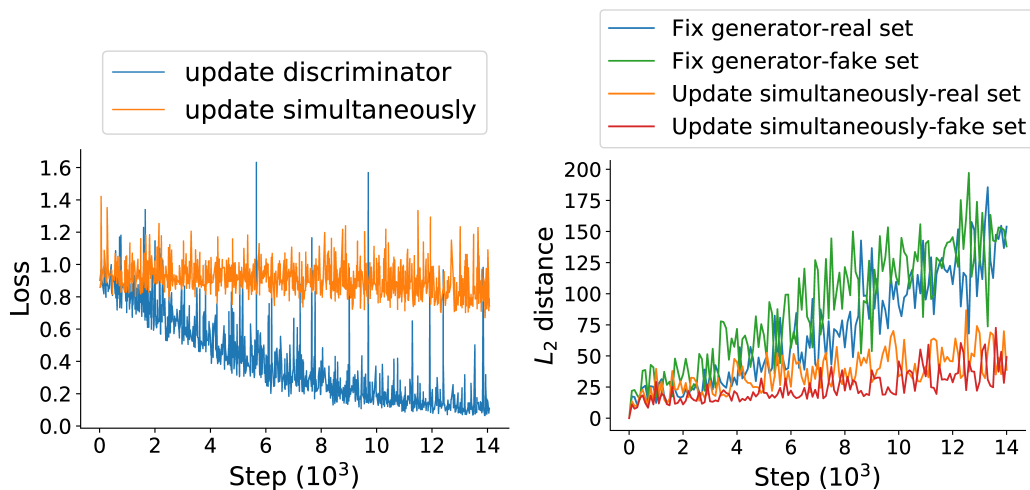 update discriminator
update simultaneously
Loss
1.6
1.4
1.2
1.0
0.8
0.6
0.4
0.2
0.0
0 2 4 6 8 10 12 14
Step (10³)
Fix generator-real set
Fix generator-fake set
Update simultaneously-real set
Update simultaneously-fake set
L₂ distance
200
175
150
125
100
75
50
25
0
0 2 4 6 8 10 12 14
Step (10³)